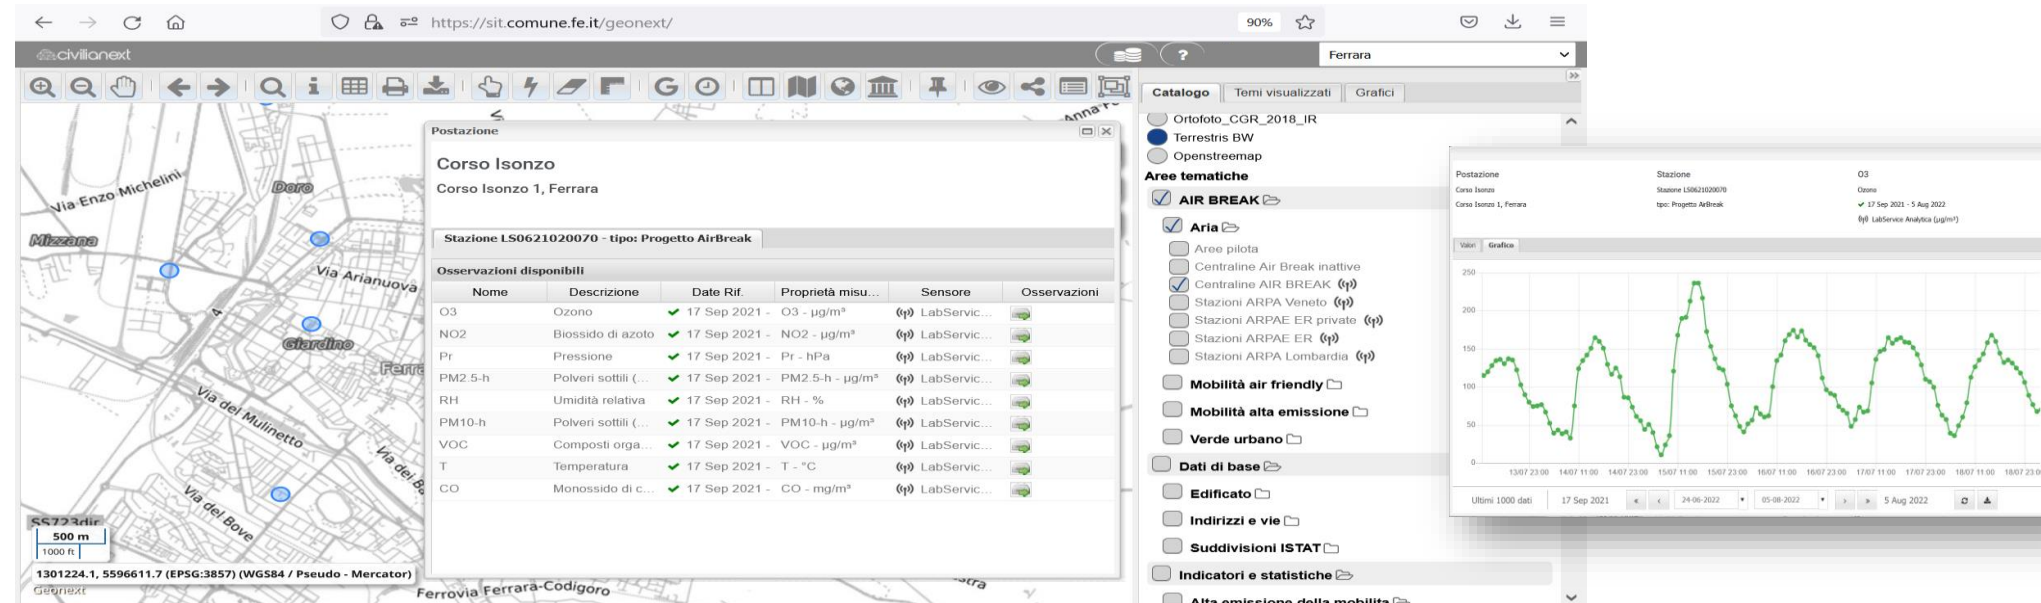 https://sit.comune.fe.it/geonext/
90%
civilianext
?
Ferrara
Catalogo Temi visualizzati Grafici
Ortofoto_CGR_2018_IR
Terrestris BW
Openstreemap
Aree tematiche
AIR BREAK
Aria
Aree pilota
Centraline Air Break inattive
Centraline AIR BREAK
Stazioni ARPA Veneto
Stazioni ARPAE ER private
Stazioni ARPAE ER
Stazioni ARPA Lombardia
Mobilità air friendly
Mobilità alta emissione
Verde urbano
Dati di base
Edificato
Indirizzi e vie
Suddivisioni ISTAT
Indicatori e statistiche
Alta emissione della mobilita
Postazione
Corso Isonzo
Corso Isonzo 1, Ferrara
Stazione LS0621020070 - tipo: Progetto AirBreak
Osservazioni disponibili
Nome Descrizione Date Rif. Proprietà misu... Sensore Osservazioni
O3 Ozono 17 Sep 2021 - O3 - µg/m³ LabServic...
NO2 Biossido di azoto 17 Sep 2021 - NO2 - µg/m³ LabServic...
Pr Pressione 17 Sep 2021 - Pr - hPa LabServic...
PM2.5-h Polveri sottili (... 17 Sep 2021 - PM2.5-h - µg/m³ LabServic...
RH Umidità relativa 17 Sep 2021 - RH - % LabServic...
PM10-h Polveri sottili (... 17 Sep 2021 - PM10-h - µg/m³ LabServic...
VOC Composti orga... 17 Sep 2021 - VOC - µg/m³ LabServic...
T Temperatura 17 Sep 2021 - T - °C LabServic...
CO Monossido di c... 17 Sep 2021 - CO - mg/m³ LabServic...
Via-Enzo-Michelini
Doro
Mizzana
Via Arianuova
Giardino
Ferra
Via del Mulinetto
Via del Bove
Via dei B
SS723dir
Anna-F
Ferrovia Ferrara-Codigoro
500 m
1000 ft
1301224.1, 5596611.7 (EPSG:3857) (WGS84 / Pseudo - Mercator)
Geonext
Postazione Stazione O3
Corso Isonzo Stazione LS0621020070 Ozono
Corso Isonzo 1, Ferrara tipo: Progetto AirBreak 17 Sep 2021 - 5 Aug 2022
LabService Analytica (µg/m³)
Valori Grafico
250
200
150
100
50
0
13/07 23:00 14/07 11:00 14/07 23:00 15/07 11:00 15/07 23:00 16/07 11:00 16/07 23:00 17/07 11:00 17/07 23:00 18/07 11:00 18/07 23:00
Ultimi 1000 dati 17 Sep 2021 « ‹ 24-06-2022 05-08-2022 › » 5 Aug 2022